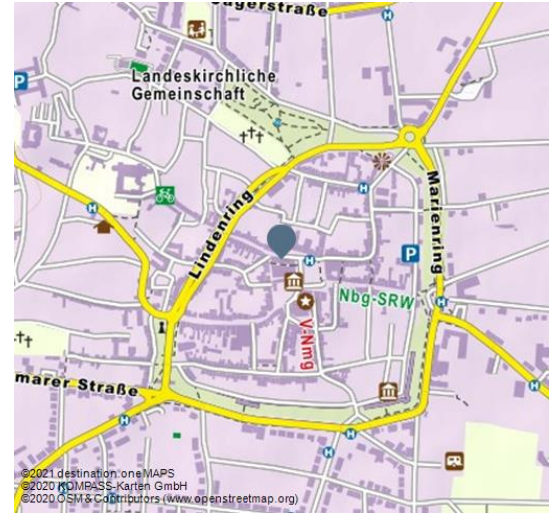 ägerstraße
H
P
Landeskirchliche
Gemeinschaft
H
H
Marienring
Lindenring
H
P
Nbg-SRW
H
V-Nmg
marer Straße
H
H
H
H
©2021 destination.one MAPS
©2020 KOMPASS-Karten GmbH
©2020 OSM & Contributors (www.openstreetmap.org)